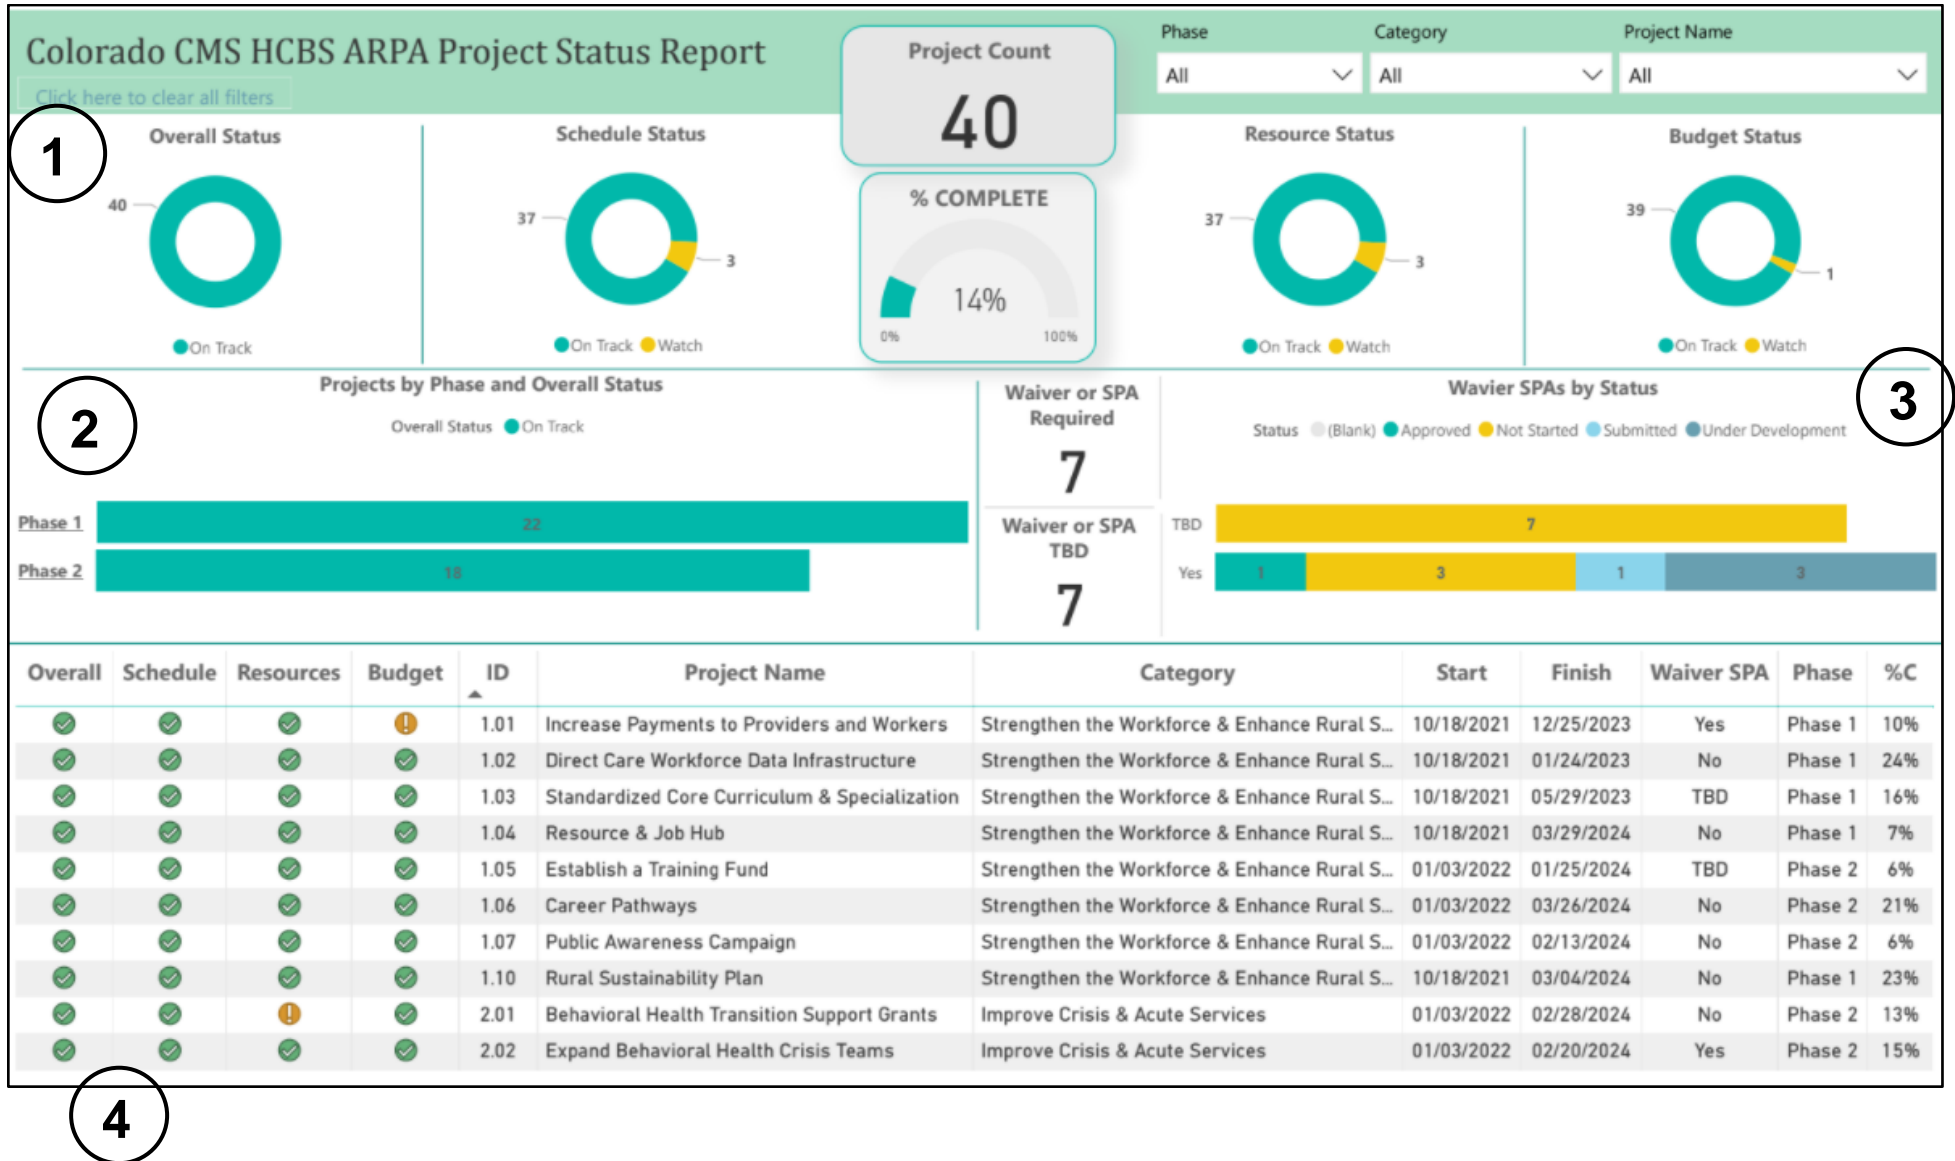 Colorado CMS HCBS ARPA Project Status Report
Click here to clear all filters
Project Count
40
Phase
All
Category
All
Project Name
All
1
Overall Status
40
On Track
Schedule Status
37
3
On Track Watch
% COMPLETE
14%
0% 100%
Resource Status
37
3
On Track Watch
Budget Status
39
1
On Track Watch
2
Projects by Phase and Overall Status
Overall Status On Track
Phase 1 22
Phase 2 18
Waiver or SPA
Required
7
Waiver or SPA
TBD
7
3
Wavier SPAs by Status
Status (Blank) Approved Not Started Submitted Under Development
TBD 7
Yes 1 3 1 3
Overall Schedule Resources Budget ID Project Name Category Start Finish Waiver SPA Phase %C
1.01 Increase Payments to Providers and Workers Strengthen the Workforce & Enhance Rural S... 10/18/2021 12/25/2023 Yes Phase 1 10%
1.02 Direct Care Workforce Data Infrastructure Strengthen the Workforce & Enhance Rural S... 10/18/2021 01/24/2023 No Phase 1 24%
1.03 Standardized Core Curriculum & Specialization Strengthen the Workforce & Enhance Rural S... 10/18/2021 05/29/2023 TBD Phase 1 16%
1.04 Resource & Job Hub Strengthen the Workforce & Enhance Rural S... 10/18/2021 03/29/2024 No Phase 1 7%
1.05 Establish a Training Fund Strengthen the Workforce & Enhance Rural S... 01/03/2022 01/25/2024 TBD Phase 2 6%
1.06 Career Pathways Strengthen the Workforce & Enhance Rural S... 01/03/2022 03/26/2024 No Phase 2 21%
1.07 Public Awareness Campaign Strengthen the Workforce & Enhance Rural S... 01/03/2022 02/13/2024 No Phase 2 6%
1.10 Rural Sustainability Plan Strengthen the Workforce & Enhance Rural S... 10/18/2021 03/04/2024 No Phase 1 23%
2.01 Behavioral Health Transition Support Grants Improve Crisis & Acute Services 01/03/2022 02/28/2024 No Phase 2 13%
2.02 Expand Behavioral Health Crisis Teams Improve Crisis & Acute Services 01/03/2022 02/20/2024 Yes Phase 2 15%
4